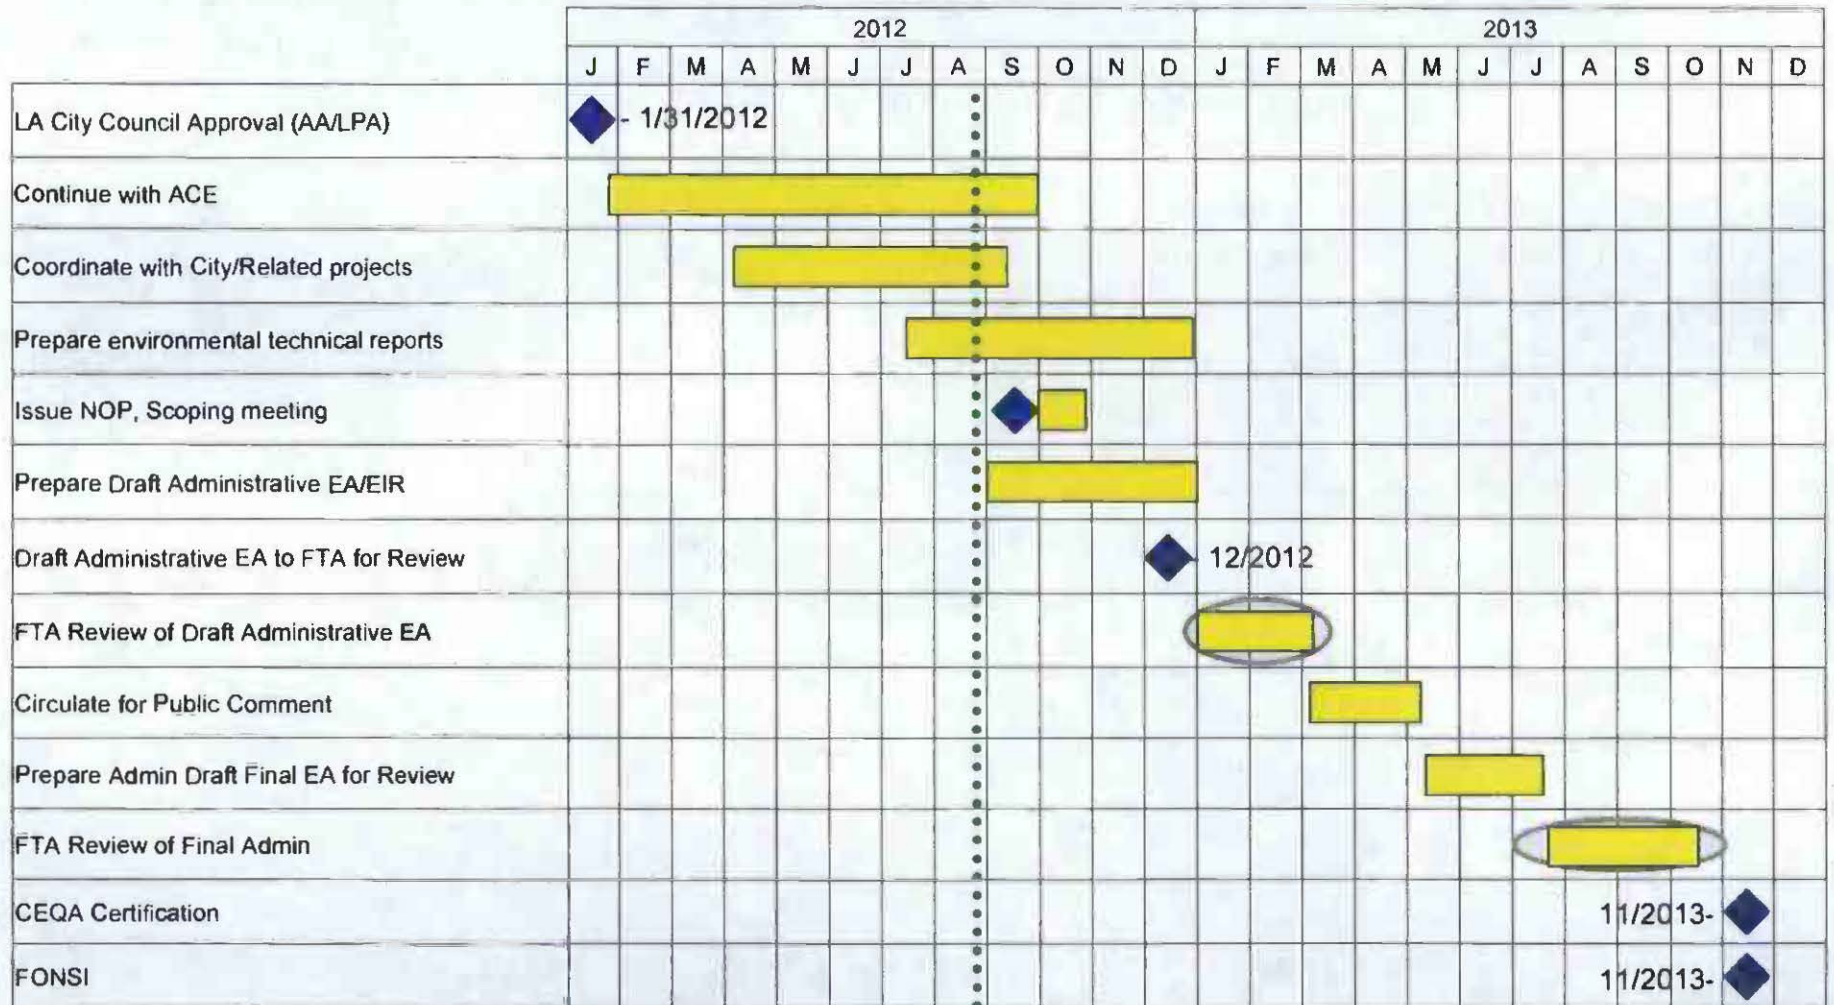 2012 2013
J F M A M J J A S O N D J F M A M J J A S O N D
LA City Council Approval (AA/LPA) - 1/31/2012
Continue with ACE
Coordinate with City/Related projects
Prepare environmental technical reports
Issue NOP, Scoping meeting
Prepare Draft Administrative EA/EIR
Draft Administrative EA to FTA for Review - 12/2012
FTA Review of Draft Administrative EA
Circulate for Public Comment
Prepare Admin Draft Final EA for Review
FTA Review of Final Admin
CEQA Certification 11/2013-
FONSI 11/2013-